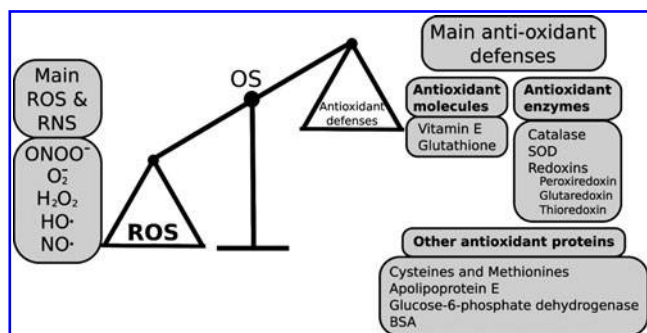 Main
ROS &
RNS
ONOO⁻
O₂⁻
H₂O₂
HO·
NO·
OS
ROS
Antioxidant
defenses
Main anti-oxidant
defenses
Antioxidant
molecules
Vitamin E
Glutathione
Antioxidant
enzymes
Catalase
SOD
Redoxins
Peroxiredoxin
Glutaredoxin
Thioredoxin
Other antioxidant proteins
Cysteines and Methionines
Apolipoprotein E
Glucose-6-phosphate dehydrogenase
BSA